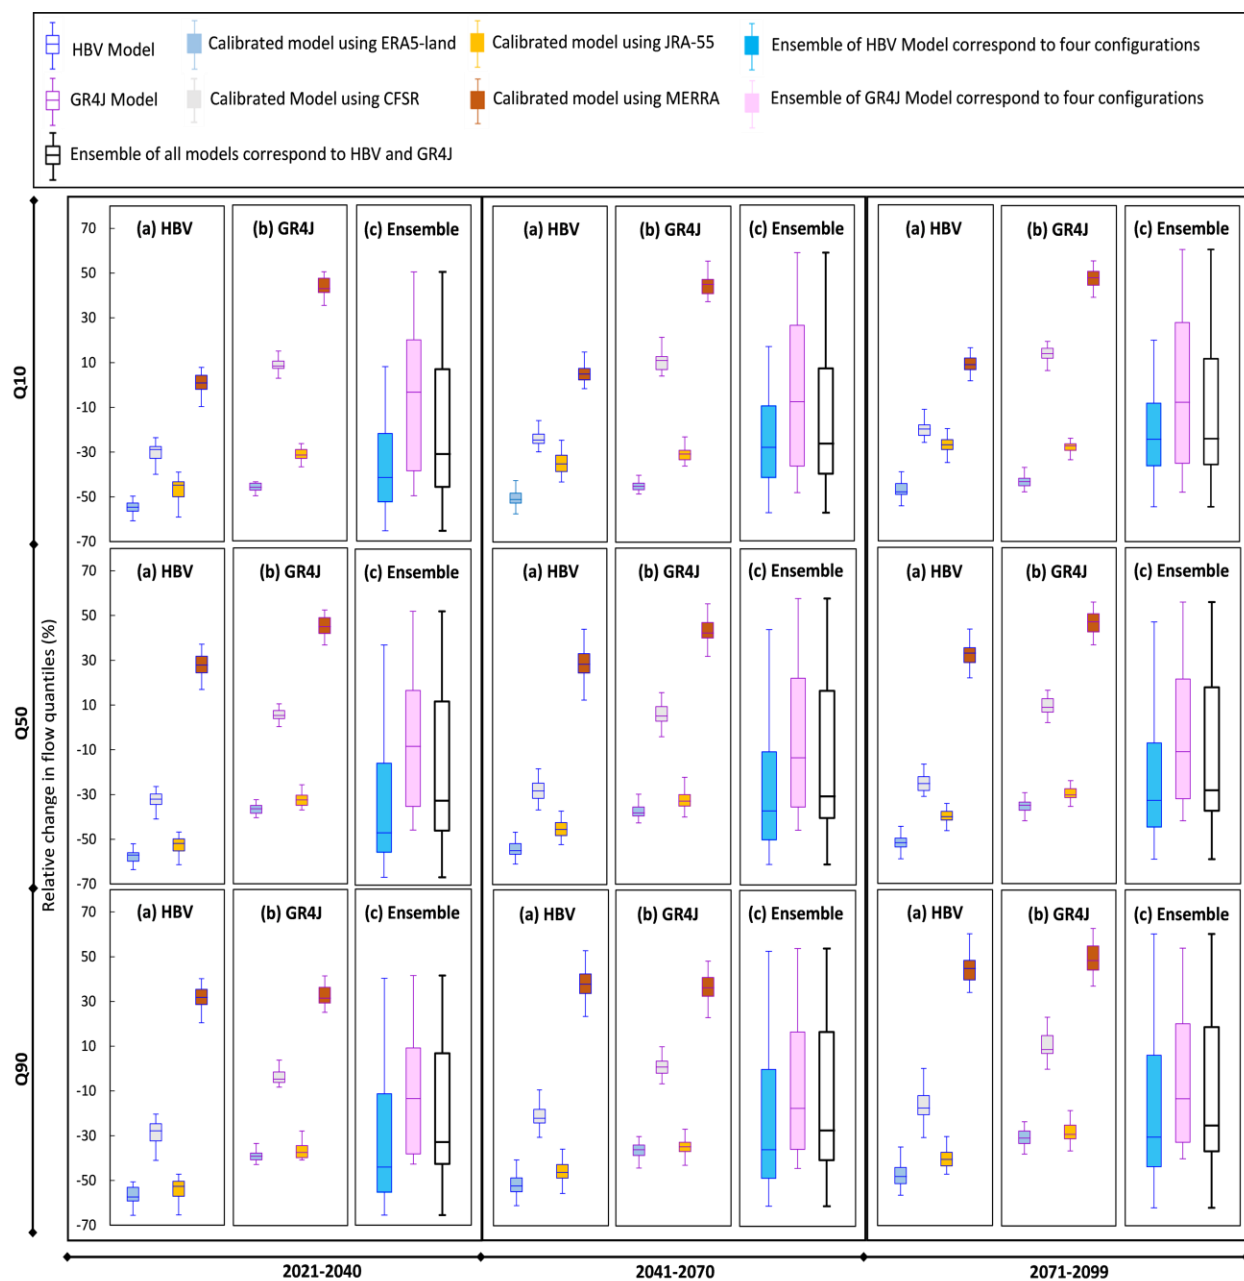 HBV Model
Calibrated model using ERA5-land
Calibrated model using JRA-55
Ensemble of HBV Model correspond to four configurations
GR4J Model
Calibrated Model using CFSR
Calibrated model using MERRA
Ensemble of GR4J Model correspond to four configurations
Ensemble of all models correspond to HBV and GR4J
Relative change in flow quantiles (%)
Q10
70
50
30
10
-10
-30
-50
-70
(a) HBV
(b) GR4J
(c) Ensemble
(a) HBV
(b) GR4J
(c) Ensemble
(a) HBV
(b) GR4J
(c) Ensemble
Q50
70
50
30
10
-10
-30
-50
-70
(a) HBV
(b) GR4J
(c) Ensemble
(a) HBV
(b) GR4J
(c) Ensemble
(a) HBV
(b) GR4J
(c) Ensemble
Q90
70
50
30
10
-10
-30
-50
-70
(a) HBV
(b) GR4J
(c) Ensemble
(a) HBV
(b) GR4J
(c) Ensemble
(a) HBV
(b) GR4J
(c) Ensemble
2021-2040
2041-2070
2071-2099